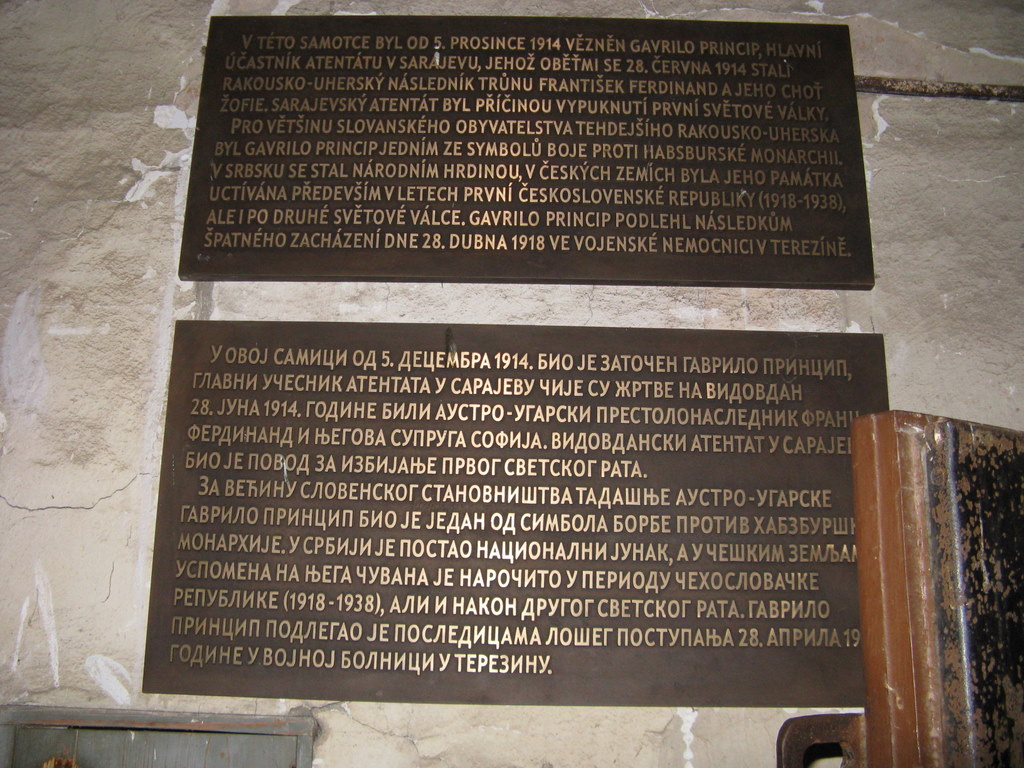 V TÉTO SAMOTCE BYL OD 5. PROSINCE 1914 VĚZNĚN GAVRILO PRINCIP, HLAVNÍ
ÚČASTNÍK ATENTÁTU V SARAJEVU, JEHOŽ OBĚŤMI SE 28. ČERVNA 1914 STALI
RAKOUSKO-UHERSKÝ NÁSLEDNÍK TRŮNU FRANTIŠEK FERDINAND A JEHO CHOŤ
ŽOFIE. SARAJEVSKÝ ATENTÁT BYL PŘÍČINOU VYPUKNUTÍ PRVNÍ SVĚTOVÉ VÁLKY.
PRO VĚTŠINU SLOVANSKÉHO OBYVATELSTVA TEHDEJŠÍHO RAKOUSKO-UHERSKA
BYL GAVRILO PRINCIP JEDNÍM ZE SYMBOLŮ BOJE PROTI HABSBURSKÉ MONARCHII.
V SRBSKU SE STAL NÁRODNÍM HRDINOU, V ČESKÝCH ZEMÍCH BYLA JEHO PAMÁTKA
UCTÍVÁNA PŘEDEVŠÍM V LETECH PRVNÍ ČESKOSLOVENSKÉ REPUBLIKY (1918-1938),
ALE I PO DRUHÉ SVĚTOVÉ VÁLCE. GAVRILO PRINCIP PODLEHL NÁSLEDKŮM
ŠPATNÉHO ZACHÁZENÍ DNE 28. DUBNA 1918 VE VOJENSKÉ NEMOCNICI V TEREZÍNĚ.
У ОВОЈ САМИЦИ ОД 5. ДЕЦЕМБРА 1914. БИО ЈЕ ЗАТОЧЕН ГАВРИЛО ПРИНЦИП,
ГЛАВНИ УЧЕСНИК АТЕНТАТА У САРАЈЕВУ ЧИЈЕ СУ ЖРТВЕ НА ВИДОВДАН
28. ЈУНА 1914. ГОДИНЕ БИЛИ АУСТРО-УГАРСКИ ПРЕСТОЛОНАСЛЕДНИК ФРАНЦ
ФЕРДИНАНД И ЊЕГОВА СУПРУГА СОФИЈА. ВИДОВДАНСКИ АТЕНТАТ У САРАЈЕ
БИО ЈЕ ПОВОД ЗА ИЗБИЈАЊЕ ПРВОГ СВЕТСКОГ РАТА.
ЗА ВЕЋИНУ СЛОВЕНСКОГ СТАНОВНИШТВА ТАДАШЊЕ АУСТРО-УГАРСКЕ
ГАВРИЛО ПРИНЦИП БИО ЈЕ ЈЕДАН ОД СИМБОЛА БОРБЕ ПРОТИВ ХАБЗБУРШ
МОНАРХИЈЕ. У СРБИЈИ ЈЕ ПОСТАО НАЦИОНАЛНИ ЈУНАК, А У ЧЕШКИМ ЗЕМЉАМ
УСПОМЕНА НА ЊЕГА ЧУВАНА ЈЕ НАРОЧИТО У ПЕРИОДУ ЧЕХОСЛОВАЧКЕ
РЕПУБЛИКЕ (1918-1938), АЛИ И НАКОН ДРУГОГ СВЕТСКОГ РАТА. ГАВРИЛО
ПРИНЦИП ПОДЛЕГАО ЈЕ ПОСЛЕДИЦАМА ЛОШЕГ ПОСТУПАЊА 28. АПРИЛА 19
ГОДИНЕ У ВОЈНОЈ БОЛНИЦИ У ТЕРЕЗИНУ.